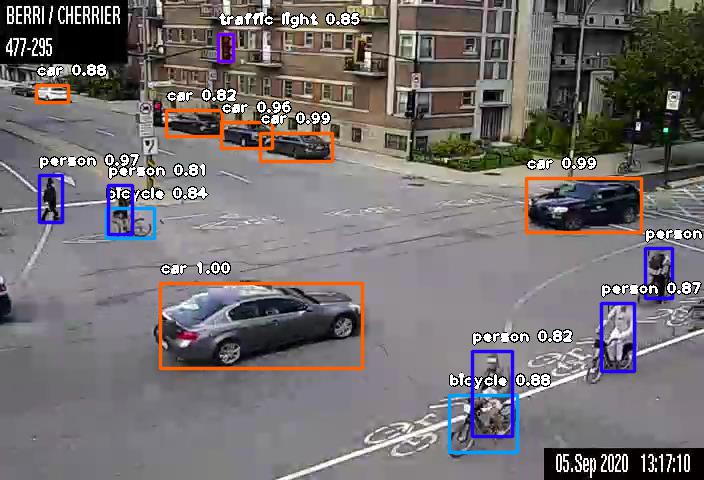 BERRI / CHERRIER
477-295
traffic light 0.85
car 0.88
car 0.82
car 0.96
car 0.99
person 0.97
person 0.81
bicycle 0.84
car 0.99
person
car 1.00
person 0.87
person 0.82
bicycle 0.88
05.Sep 2020 13:17:10